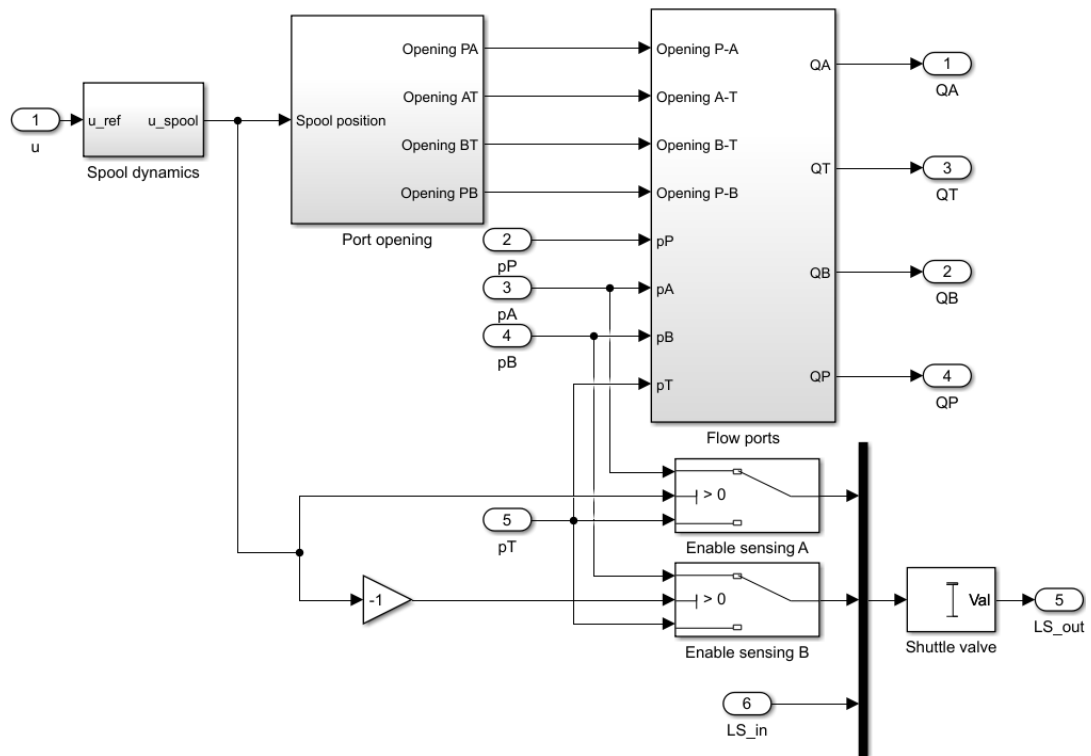 Opening PA
Opening P-A
QA
1
QA
1
u
u_ref
u_spool
Spool dynamics
Spool position
Opening AT
Opening A-T
Opening BT
Opening B-T
QT
3
QT
Opening PB
Opening P-B
Port opening
2
pP
pP
3
pA
pA
QB
2
QB
4
pB
pB
pT
QP
4
QP
Flow ports
> 0
Enable sensing A
5
pT
-1
> 0
Enable sensing B
Val
Shuttle valve
5
LS_out
6
LS_in